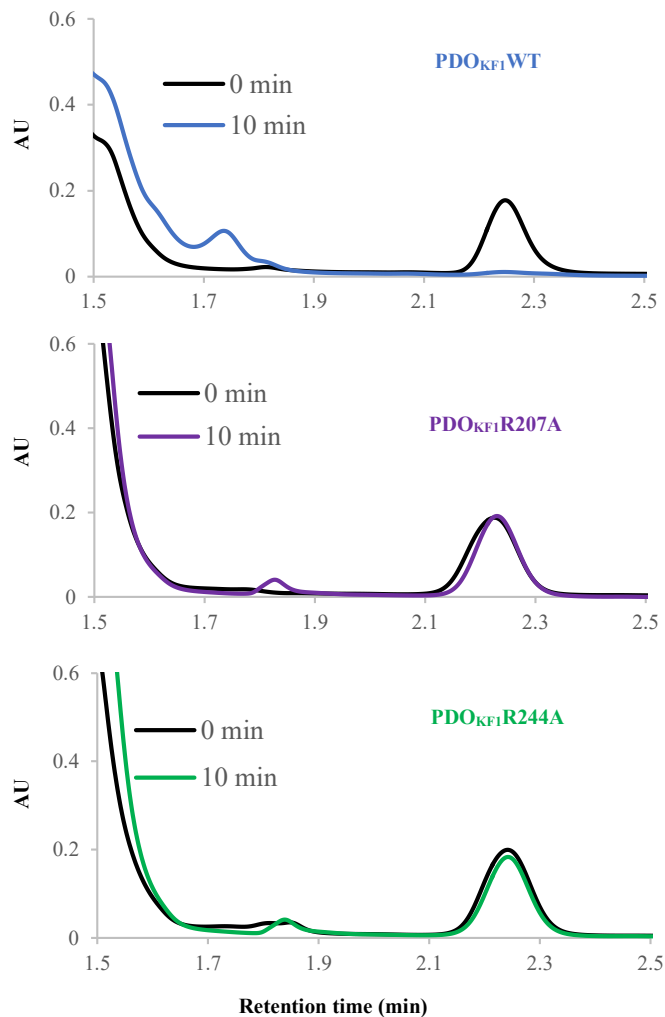 0.6
PDOKF1WT
0 min
0.4
10 min
AU
0.2
0
1.5 1.7 1.9 2.1 2.3 2.5
0.6
0 min
PDOKF1R207A
0.4
10 min
AU
0.2
0
1.5 1.7 1.9 2.1 2.3 2.5
0.6
PDOKF1R244A
0 min
0.4
10 min
AU
0.2
0
1.5 1.7 1.9 2.1 2.3 2.5
Retention time (min)